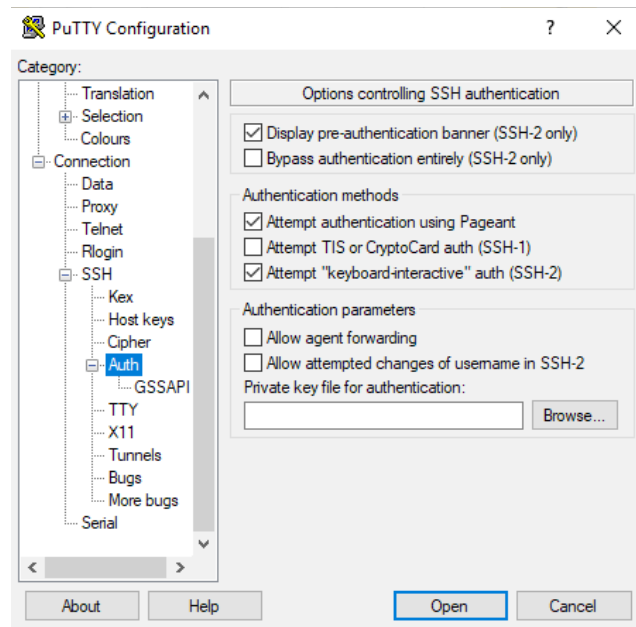 PuTTY Configuration
?
Category:
Translation
Selection
Colours
Connection
Data
Proxy
Telnet
Rlogin
SSH
Kex
Host keys
Cipher
Auth
GSSAPI
TTY
X11
Tunnels
Bugs
More bugs
Serial
Options controlling SSH authentication
Display pre-authentication banner (SSH-2 only)
Bypass authentication entirely (SSH-2 only)
Authentication methods
Attempt authentication using Pageant
Attempt TIS or CryptoCard auth (SSH-1)
Attempt "keyboard-interactive" auth (SSH-2)
Authentication parameters
Allow agent forwarding
Allow attempted changes of username in SSH-2
Private key file for authentication:
Browse...
About
Help
Open
Cancel